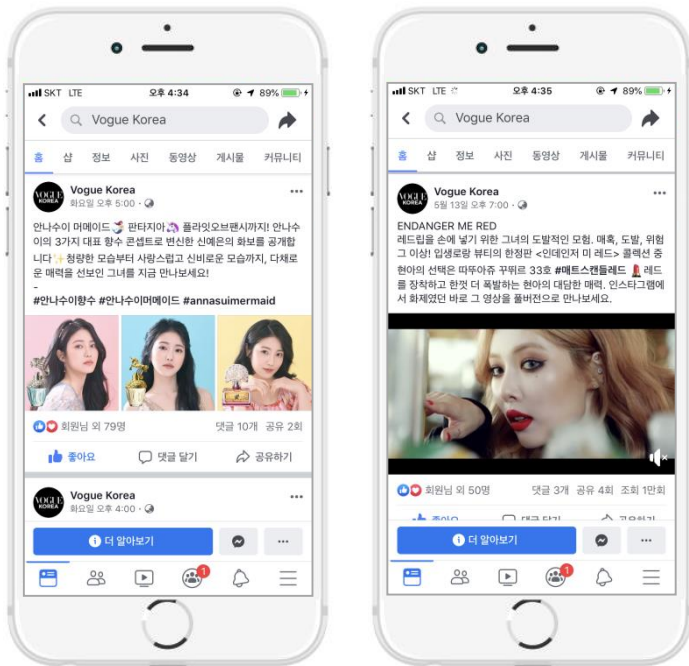 SKT LTE 오후 4:34 89%
Vogue Korea
홈 샵 정보 사진 동영상 게시물 커뮤니티
VOGUE KOREA
Vogue Korea
화요일 오후 5:00
안나수이 머메이드🧜‍♀️ 판타지아🦄 플라잇오브팬시까지! 안나수
이의 3가지 대표 향수 콘셉트로 변신한 신예은의 화보를 공개합
니다✨청량한 모습부터 사랑스럽고 신비로운 모습까지, 다채로
운 매력을 선보인 그녀를 지금 만나보세요!
-
#안나수이향수 #안나수이머메이드 #annasuimermaid
회원님 외 79명 댓글 10개 공유 2회
좋아요 댓글 달기 공유하기
VOGUE KOREA
Vogue Korea
화요일 오후 4:00
더 알아보기
1
SKT LTE 오후 4:35 89%
Vogue Korea
홈 샵 정보 사진 동영상 게시물 커뮤니티
VOGUE KOREA
Vogue Korea
5월 13일 오후 7:00
ENDANGER ME RED
레드립을 손에 넣기 위한 그녀의 도발적인 모험. 매혹, 도발, 위험
그 이상! 입생로랑 뷰티의 한정판 <인데인저 미 레드> 콜렉션 중
현아의 선택은 따뚜아쥬 꾸뛰르 33호 #매트스캔들레드 💄 레드
를 장착하고 한껏 더 폭발하는 현아의 대담한 매력. 인스타그램에
서 화제였던 바로 그 영상을 풀버전으로 만나보세요.
회원님 외 50명 댓글 3개 공유 4회 조회 1만회
좋아요 댓글 달기 공유하기
더 알아보기
1